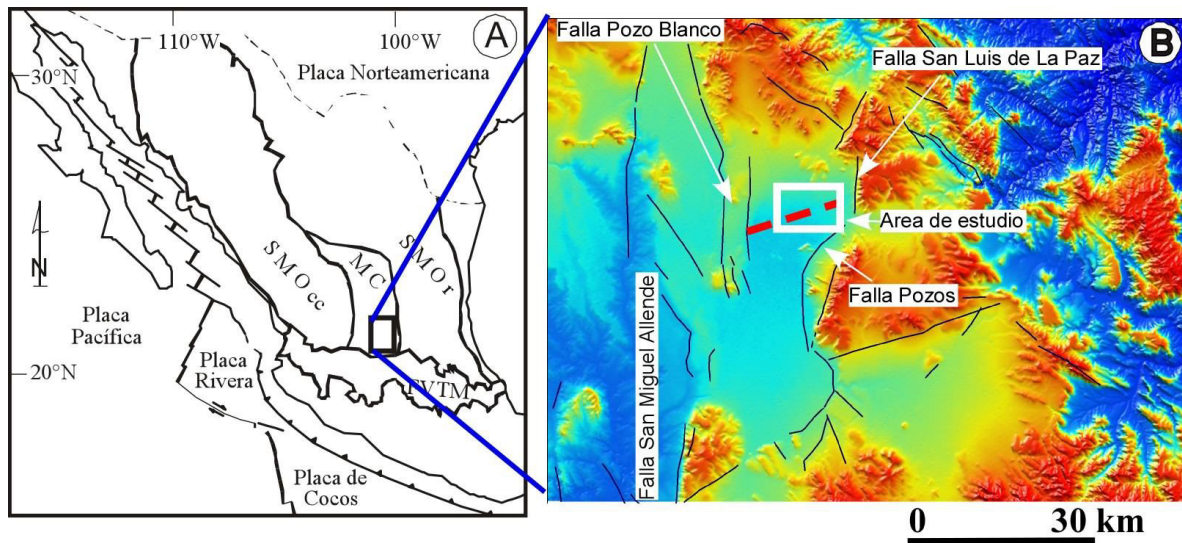 110°W
100°W
A
30°N
Placa Norteamericana
N
SMOcc
MC
SMOr
Placa
Pacífica
Placa
Rivera
20°N
FVTM
Placa de
Cocos
Falla Pozo Blanco
B
Falla San Luis de La Paz
Area de estudio
Falla Pozos
Falla San Miguel Allende
0 30 km